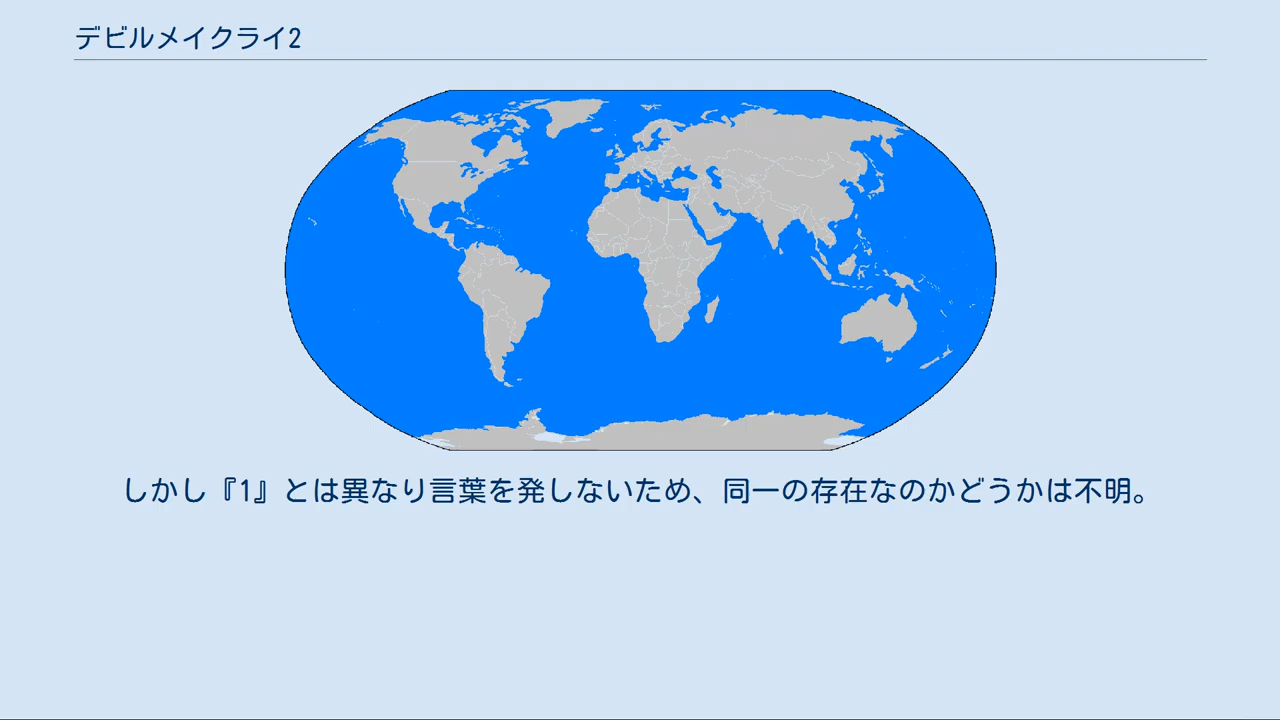 デビルメイクライ2
しかし『1』とは異なり言葉を発しないため、同一の存在なのかどうかは不明。